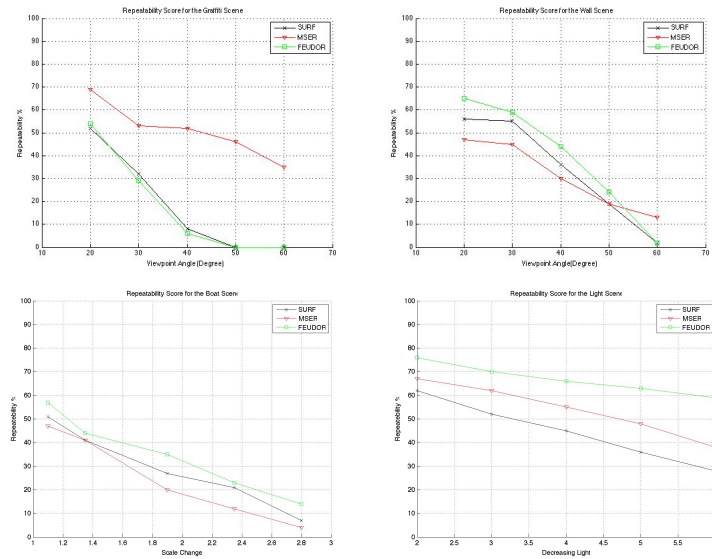 Repeatability Score for the Graffiti Scene
100
90
80
70
60
50
40
30
20
10
0
10 20 30 40 50 60 70
Repeatability %
Viewpoint Angle(Degree)
SURF
MSER
FEUDOR
Repeatability Score for the Wall Scene
100
90
80
70
60
50
40
30
20
10
0
10 20 30 40 50 60 70
Repeatability %
Viewpoint Angle(Degree)
SURF
MSER
FEUDOR
Repeatability Score for the Boat Scene
100
90
80
70
60
50
40
30
20
10
0
1 1.2 1.4 1.6 1.8 2 2.2 2.4 2.6 2.8 3
Repeatability %
Scale Change
SURF
MSER
FEUDOR
Repeatability Score for the Light Scene
100
90
80
70
60
50
40
30
20
10
0
2 2.5 3 3.5 4 4.5 5 5.5
Repeatability %
Decreasing Light
SURF
MSER
FEUDOR